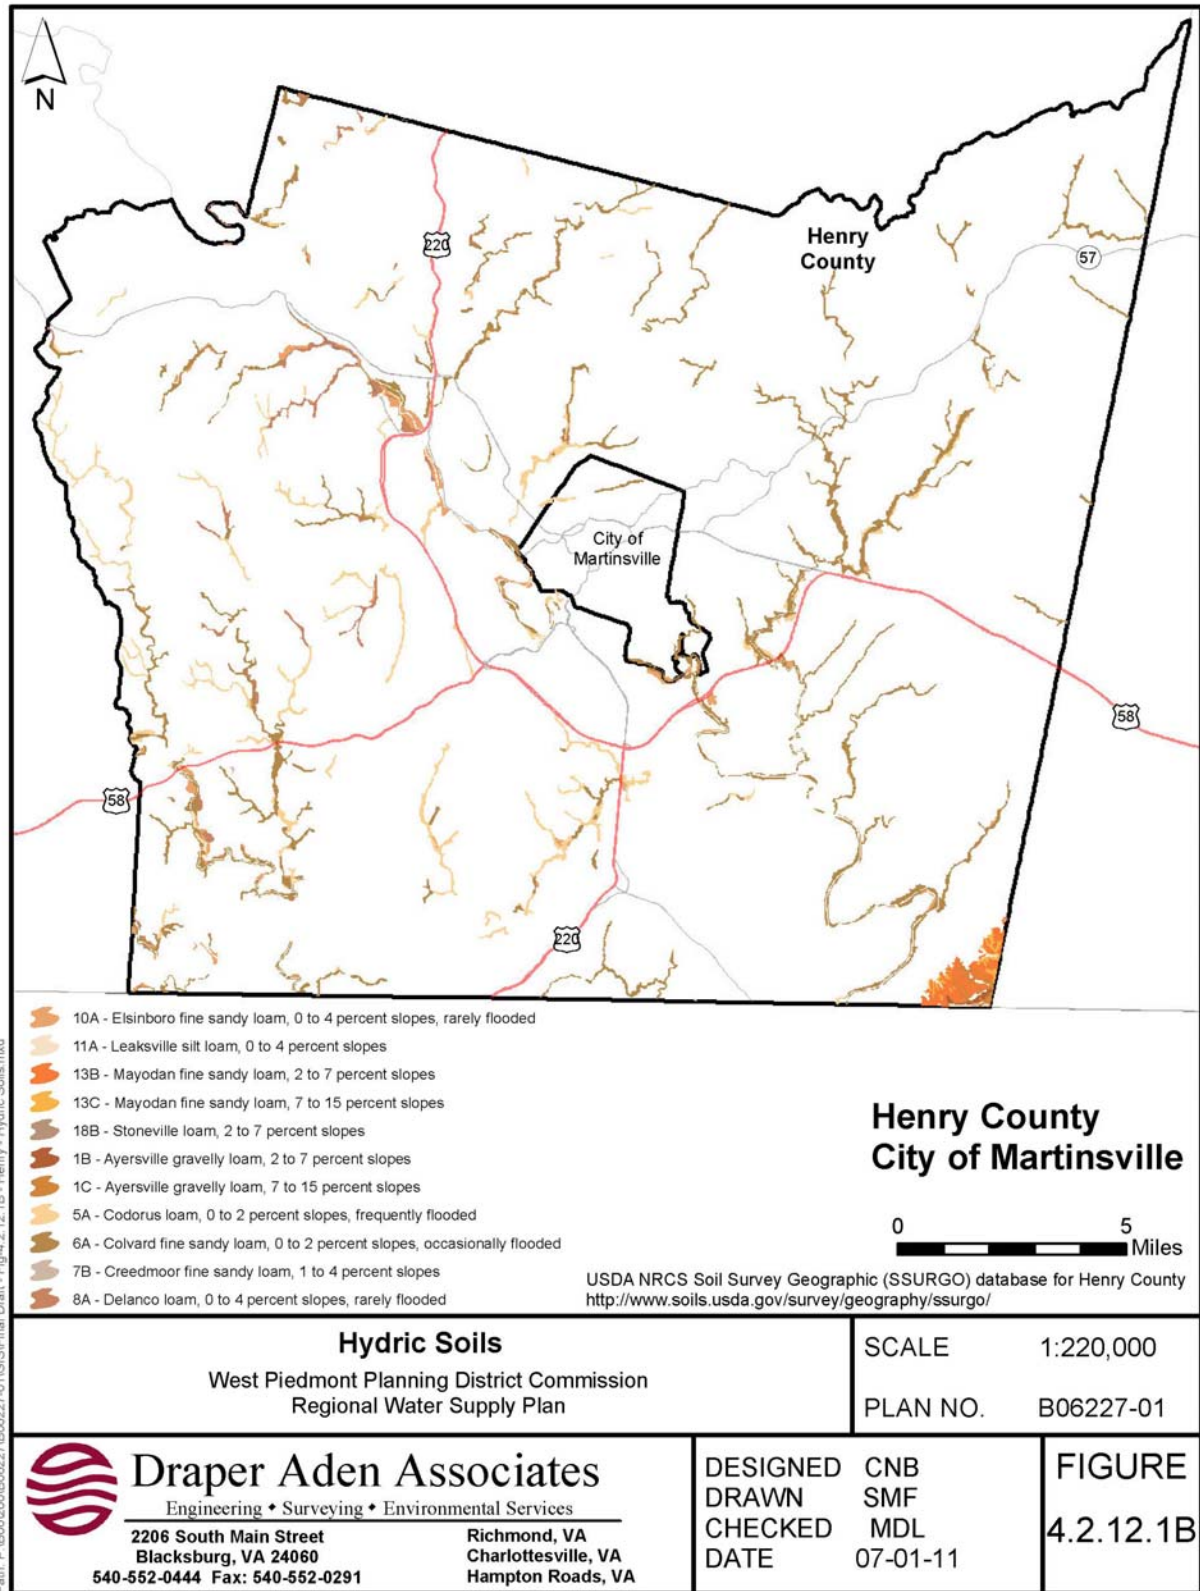 N
Henry
County
220
57
City of
Martinsville
58
58
220
10A - Elsinboro fine sandy loam, 0 to 4 percent slopes, rarely flooded
11A - Leaksville silt loam, 0 to 4 percent slopes
13B - Mayodan fine sandy loam, 2 to 7 percent slopes
13C - Mayodan fine sandy loam, 7 to 15 percent slopes
18B - Stoneville loam, 2 to 7 percent slopes
1B - Ayersville gravelly loam, 2 to 7 percent slopes
1C - Ayersville gravelly loam, 7 to 15 percent slopes
5A - Codorus loam, 0 to 2 percent slopes, frequently flooded
6A - Colvard fine sandy loam, 0 to 2 percent slopes, occasionally flooded
7B - Creedmoor fine sandy loam, 1 to 4 percent slopes
8A - Delanco loam, 0 to 4 percent slopes, rarely flooded
Henry County
City of Martinsville
0 5
Miles
USDA NRCS Soil Survey Geographic (SSURGO) database for Henry County
http://www.soils.usda.gov/survey/geography/ssurgo/
Hydric Soils
West Piedmont Planning District Commission
Regional Water Supply Plan
SCALE 1:220,000
PLAN NO. B06227-01
Draper Aden Associates
Engineering ♦ Surveying ♦ Environmental Services
2206 South Main Street
Blacksburg, VA 24060
540-552-0444 Fax: 540-552-0291
Richmond, VA
Charlottesville, VA
Hampton Roads, VA
DESIGNED CNB
DRAWN SMF
CHECKED MDL
DATE 07-01-11
FIGURE
4.2.12.1B